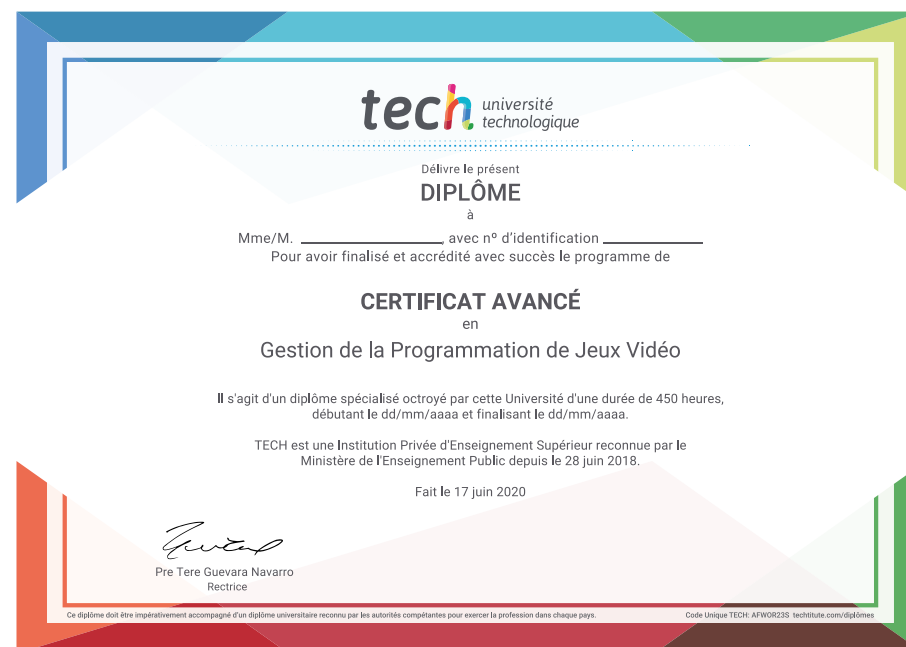 tech université
technologique
Délivre le présent
DIPLÔME
à
Mme/M. ____________________, avec nº d'identification ______________
Pour avoir finalisé et accrédité avec succès le programme de
CERTIFICAT AVANCÉ
en
Gestion de la Programmation de Jeux Vidéo
Il s'agit d'un diplôme spécialisé octroyé par cette Université d'une durée de 450 heures,
débutant le dd/mm/aaaa et finalisant le dd/mm/aaaa.
TECH est une Institution Privée d'Enseignement Supérieur reconnue par le
Ministère de l'Enseignement Public depuis le 28 juin 2018.
Fait le 17 juin 2020
Pre Tere Guevara Navarro
Rectrice
Ce diplôme doit être impérativement accompagné d'un diplôme universitaire reconnu par les autorités compétentes pour exercer la profession dans chaque pays.
Code Unique TECH: AFWOR23S techtitute.com/diplômes